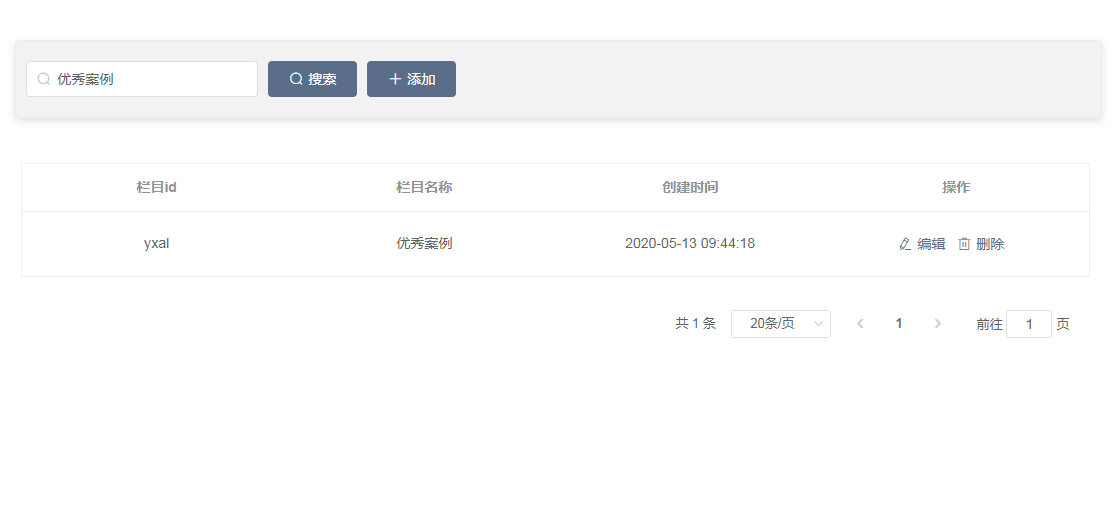 优秀案例 搜索 添加
栏目id 栏目名称 创建时间 操作
yxal 优秀案例 2020-05-13 09:44:18 编辑 删除
共 1 条 20条/页 1 前往 1 页